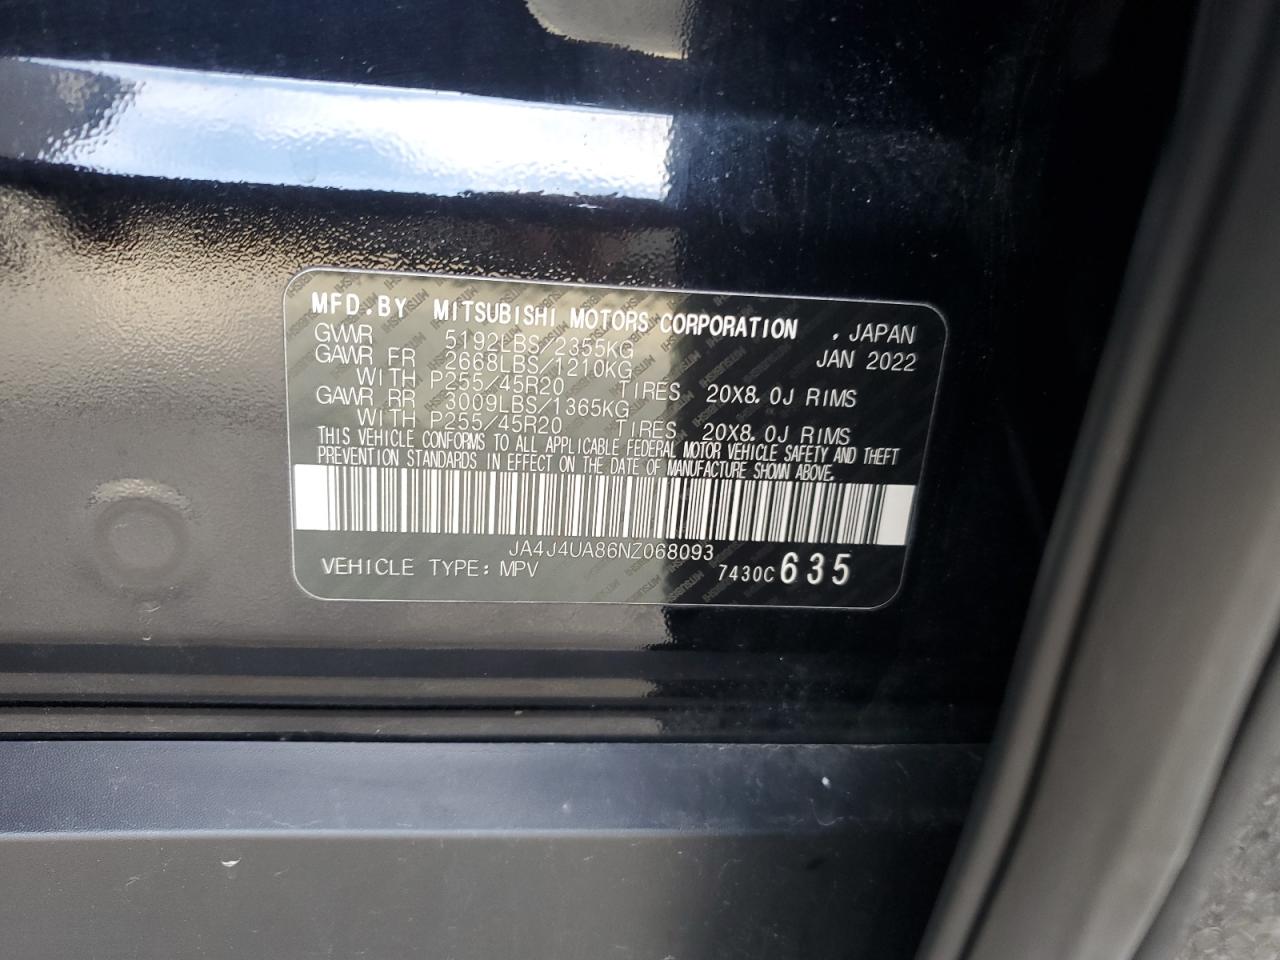 MFD.BY MITSUBISHI MOTORS CORPORATION , JAPAN
GVWR 5192LBS/2355KG JAN 2022
GAWR FR 2668LBS/1210KG
WITH P255/45R20 TIRES 20X8.0J RIMS
GAWR RR 3009LBS/1365KG
WITH P255/45R20 TIRES 20X8.0J RIMS
THIS VEHICLE CONFORMS TO ALL APPLICABLE FEDERAL MOTOR VEHICLE SAFETY AND THEFT
PREVENTION STANDARDS IN EFFECT ON THE DATE OF MANUFACTURE SHOWN ABOVE.
JA4J4UA86NZ068093
VEHICLE TYPE: MPV 7430C 635